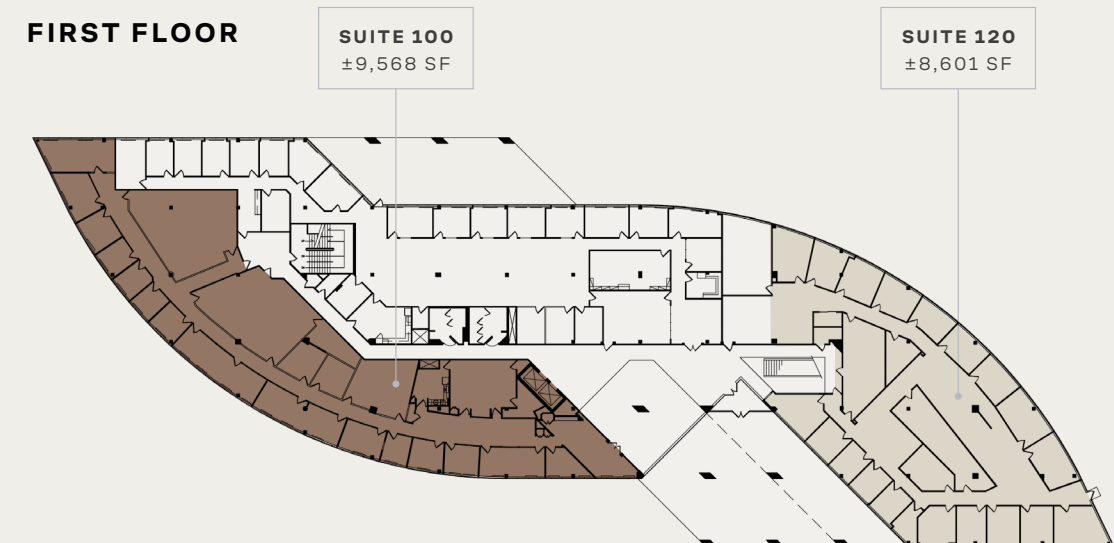 FIRST FLOOR
SUITE 100
±9,568 SF
SUITE 120
±8,601 SF